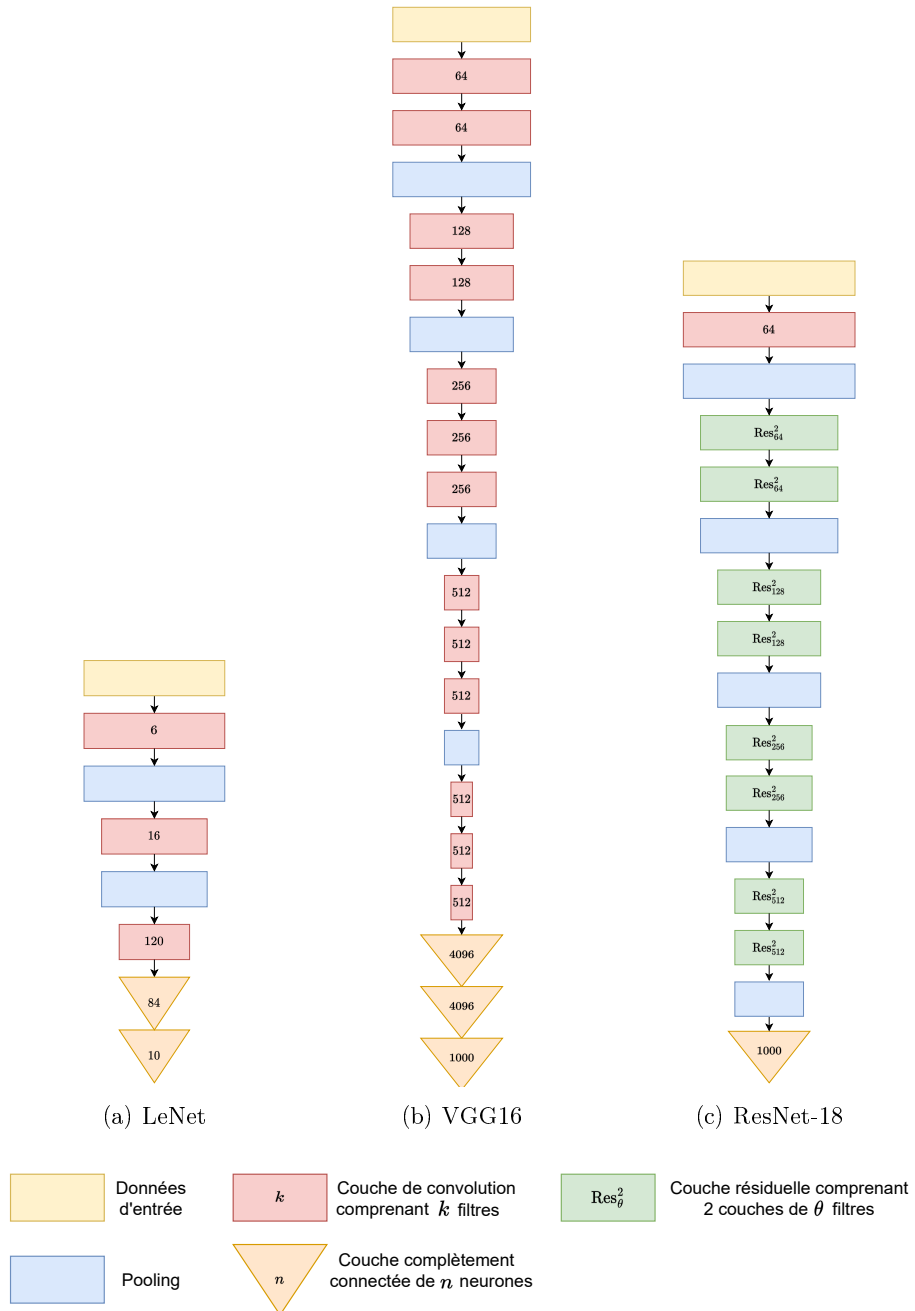 64
64
128
128
256
256
256
512
512
512
512
512
512
4096
4096
1000
6
16
120
84
10
64
Res²₆₄
Res²₆₄
Res²₁₂₈
Res²₁₂₈
Res²₂₅₆
Res²₂₅₆
Res²₅₁₂
Res²₅₁₂
1000
(a) LeNet
(b) VGG16
(c) ResNet-18
Données
d'entrée
k
Couche de convolution
comprenant k filtres
Res²_θ
Couche résiduelle comprenant
2 couches de θ filtres
Pooling
n
Couche complètement
connectée de n neurones